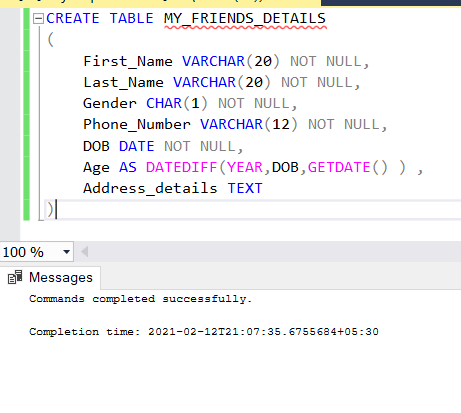 CREATE TABLE MY_FRIENDS_DETAILS
(
First_Name VARCHAR(20) NOT NULL,
Last_Name VARCHAR(20) NOT NULL,
Gender CHAR(1) NOT NULL,
Phone_Number VARCHAR(12) NOT NULL,
DOB DATE NOT NULL,
Age AS DATEDIFF(YEAR,DOB,GETDATE() ) ,
Address_details TEXT
)
100 %
Messages
Commands completed successfully.
Completion time: 2021-02-12T21:07:35.6755684+05:30